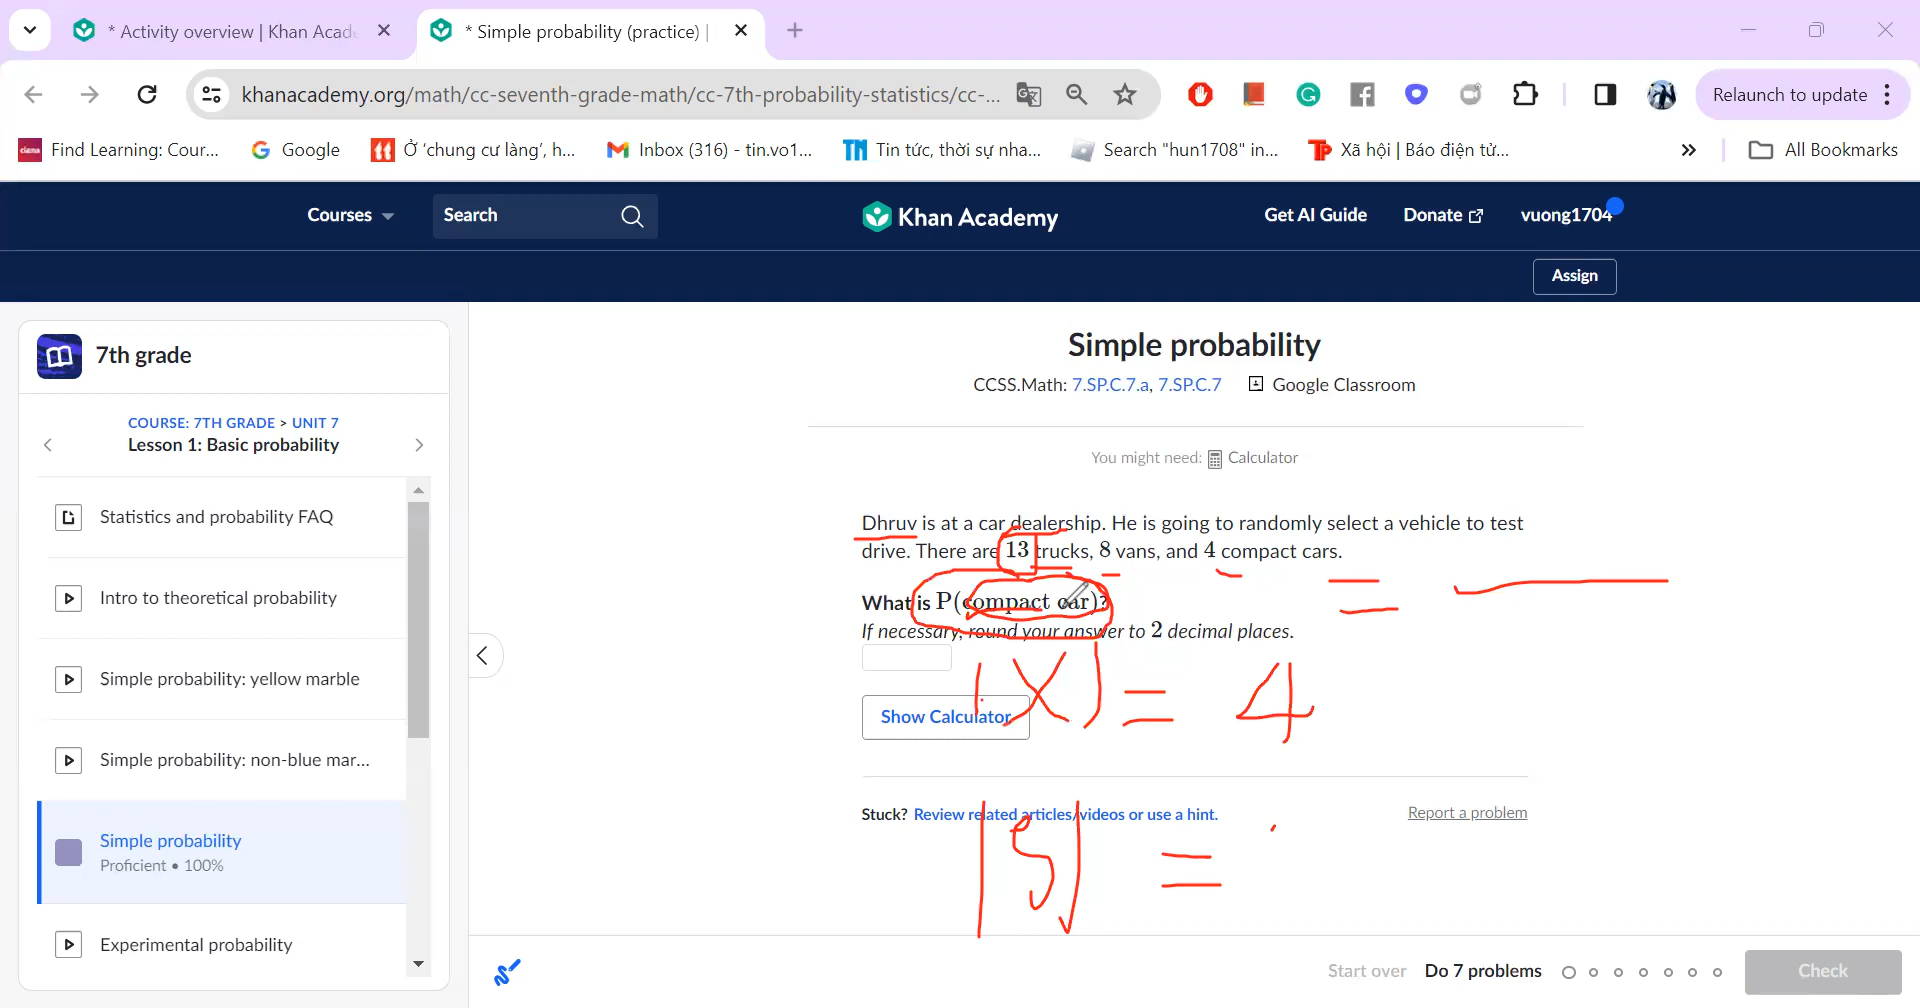 * Activity overview | Khan Acade
* Simple probability (practice) |
khanacademy.org/math/cc-seventh-grade-math/cc-7th-probability-statistics/cc-...
Relaunch to update
Find Learning: Cour...
Google
Ở 'chung cư làng', h...
Inbox (316) - tin.vo1...
Tin tức, thời sự nha...
Search "hun1708" in...
Xã hội | Báo điện tử...
All Bookmarks
Courses
Search
Khan Academy
Get AI Guide
Donate
vuong1704
Assign
7th grade
COURSE: 7TH GRADE > UNIT 7
Lesson 1: Basic probability
Statistics and probability FAQ
Intro to theoretical probability
Simple probability: yellow marble
Simple probability: non-blue mar...
Simple probability
Proficient • 100%
Experimental probability
Simple probability
CCSS.Math: 7.SP.C.7.a, 7.SP.C.7
Google Classroom
You might need: Calculator
Dhruv is at a car dealership. He is going to randomly select a vehicle to test
drive. There are 13 trucks, 8 vans, and 4 compact cars.
What is P(compact car)?
If necessary, round your answer to 2 decimal places.
|X| = 4
Show Calculator
Stuck? Review related articles/videos or use a hint.
Report a problem
|S| =
Start over
Do 7 problems
Check